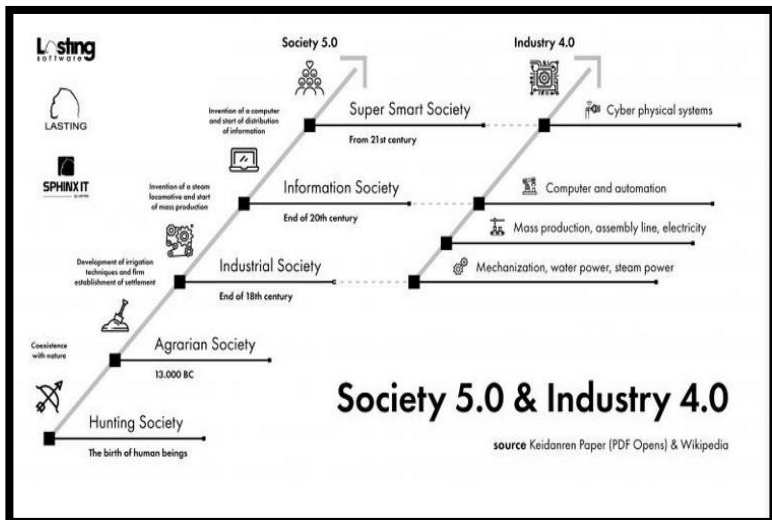 Lasting
software
LASTING
SPHINX IT
Society 5.0
Industry 4.0
Invention of a computer
and start of distribution
of information
Super Smart Society
From 21st century
Cyber physical systems
Invention of a steam
locomotive and start
of mass production
Information Society
End of 20th century
Computer and automation
Mass production, assembly line, electricity
Development of irrigation
techniques and firm
establishment of settlement
Industrial Society
End of 18th century
Mechanization, water power, steam power
Coexistence
with nature
Agrarian Society
13.000 BC
Hunting Society
The birth of human beings
Society 5.0 & Industry 4.0
source Keidanren Paper (PDF Opens) & Wikipedia